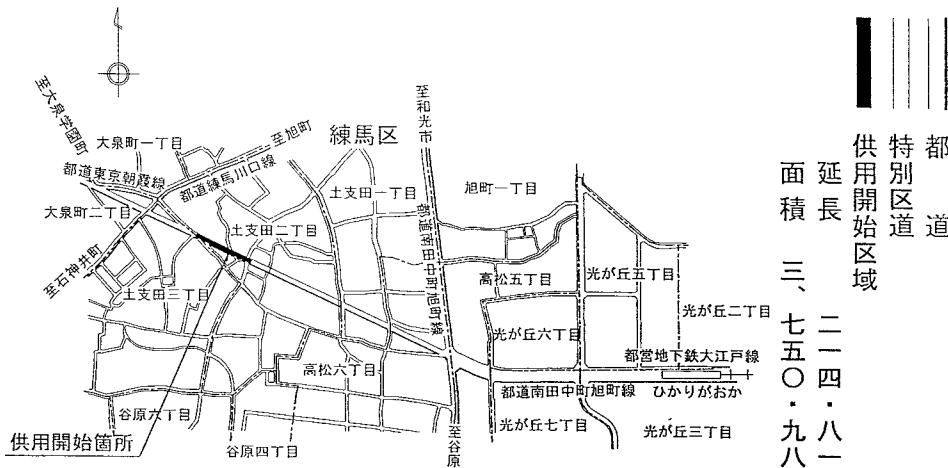 都道
特別区道
供用開始区域
延長 二一四・八一
面積 三、七五〇・九八
至大泉学園町
大泉町一丁目
至旭町
練馬区
至和光市
都道東京朝霞線
都道練馬川口線
土支田一丁目
旭町一丁目
大泉町二丁目
土支田二丁目
都道南田中町旭町線
至石神井町
土支田三丁目
高松五丁目
光が丘五丁目
光が丘二丁目
光が丘六丁目
都営地下鉄大江戸線
高松六丁目
都道南田中町旭町線
ひかりがおか
谷原六丁目
谷原四丁目
至谷原
光が丘七丁目
光が丘三丁目
供用開始箇所